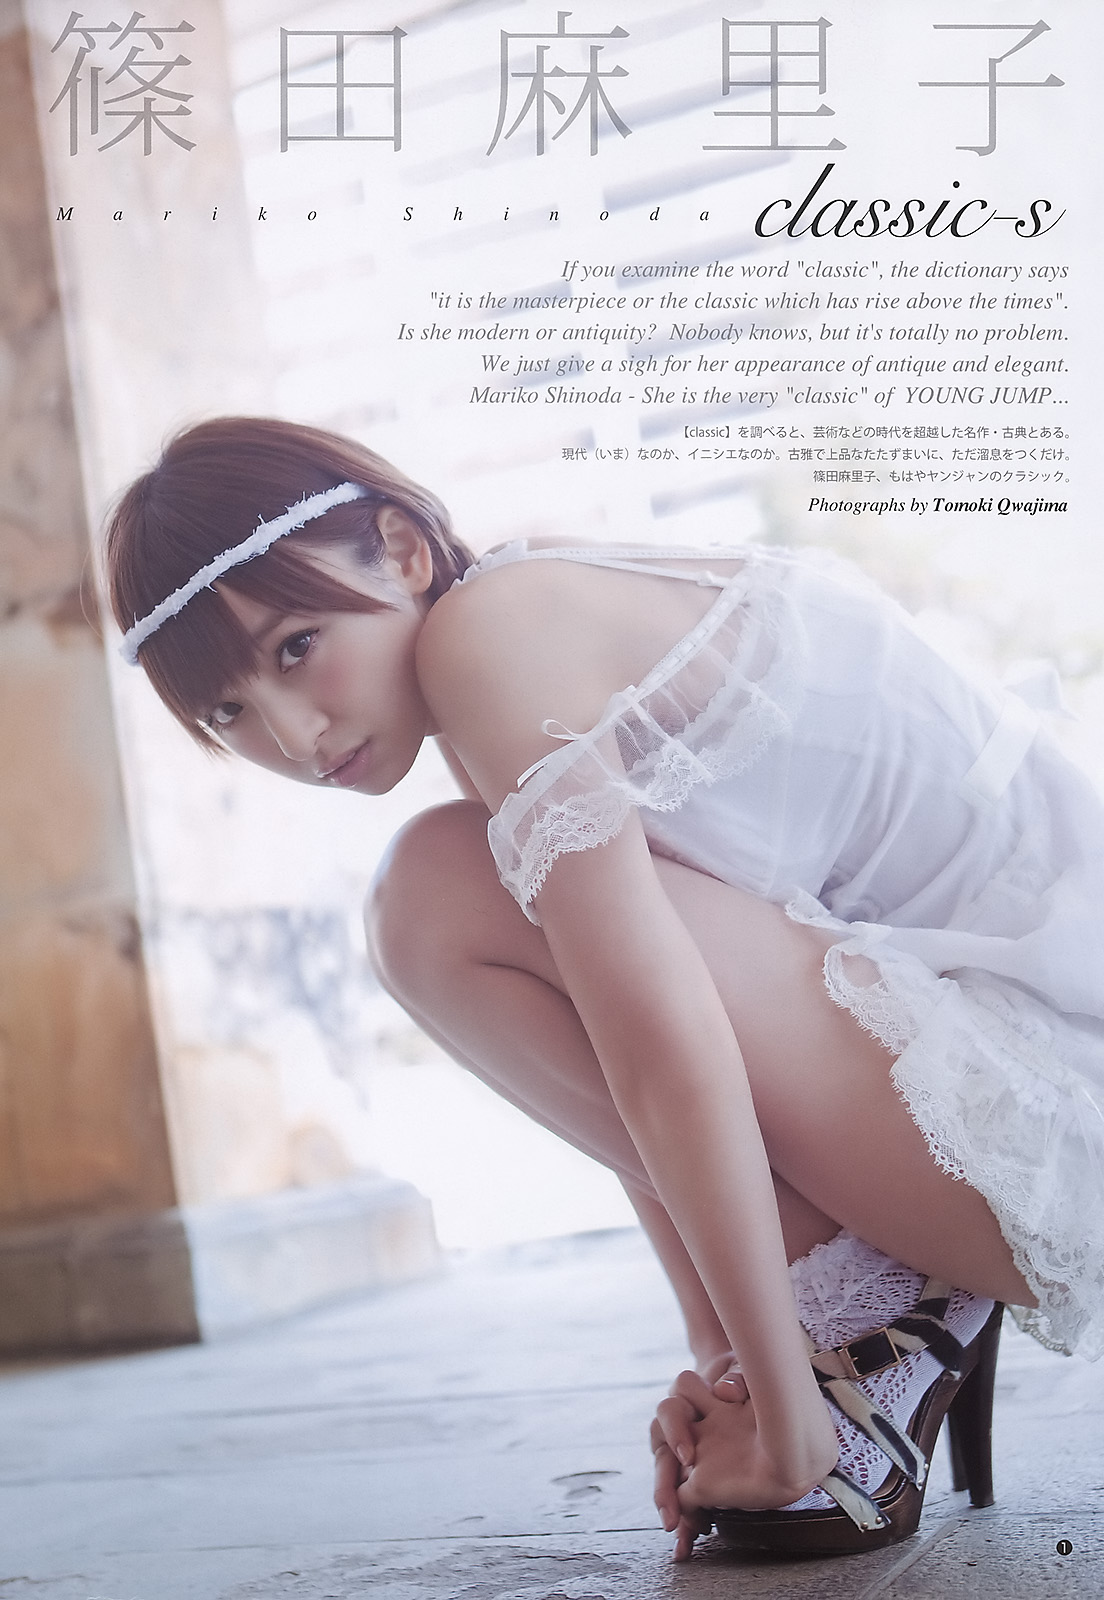 篠田麻里子
Mariko Shinoda classic-s
If you examine the word "classic", the dictionary says
"it is the masterpiece or the classic which has rise above the times".
Is she modern or antiquity?  Nobody knows, but it's totally no problem.
We just give a sigh for her appearance of antique and elegant.
Mariko Shinoda - She is the very "classic" of  YOUNG JUMP...
【classic】を調べると、芸術などの時代を超越した名作・古典とある。
現代（いま）なのか、イニシエなのか。古雅で上品なたたずまいに、ただ溜息をつくだけ。
篠田麻里子、もはやヤンジャンのクラシック。
Photographs by Tomoki Qwajima
1